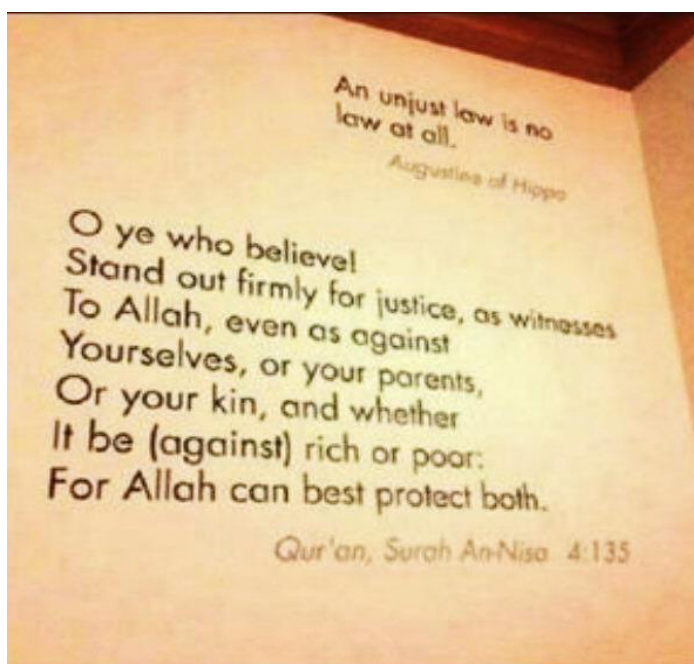 An unjust law is no
law at all.
Augustine of Hippo
O ye who believe!
Stand out firmly for justice, as witnesses
To Allah, even as against
Yourselves, or your parents,
Or your kin, and whether
It be (against) rich or poor:
For Allah can best protect both.
Qur'an, Surah An-Nisa 4:135